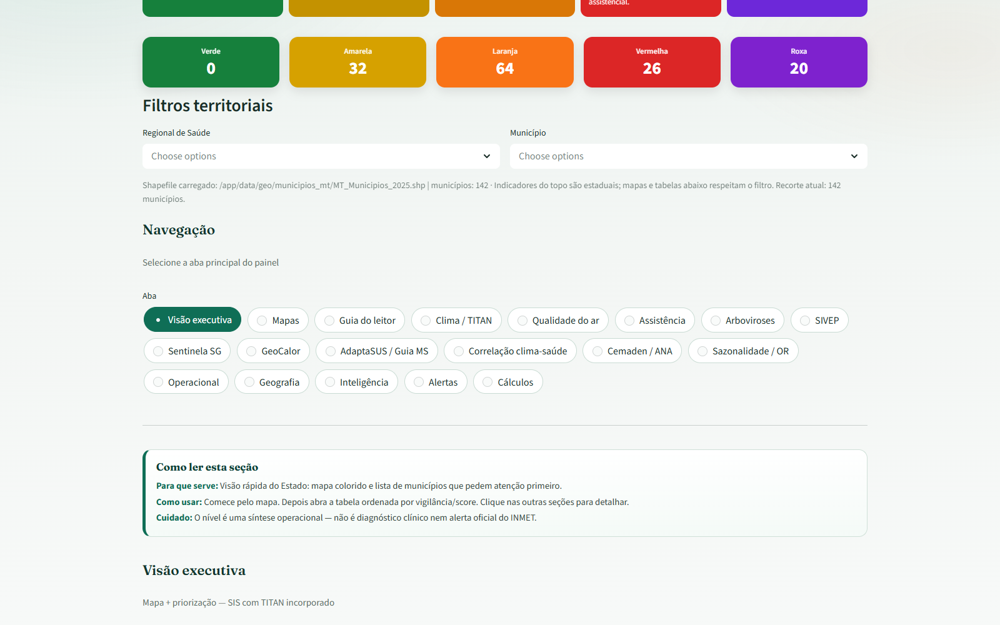 assistencial.
Verde
0
Amarela
32
Laranja
64
Vermelha
26
Roxa
20
Filtros territoriais
Regional de Saúde
Município
Choose options
Choose options
Shapefile carregado: /app/data/geo/municipios_mt/MT_Municipios_2025.shp | municípios: 142 · Indicadores do topo são estaduais; mapas e tabelas abaixo respeitam o filtro. Recorte atual: 142
municípios.
Navegação
Selecione a aba principal do painel
Aba
Visão executiva
Mapas
Guia do leitor
Clima / TITAN
Qualidade do ar
Assistência
Arboviroses
SIVEP
Sentinela SG
GeoCalor
AdaptaSUS / Guia MS
Correlação clima-saúde
Cemaden / ANA
Sazonalidade / OR
Operacional
Geografia
Inteligência
Alertas
Cálculos
Como ler esta seção
Para que serve: Visão rápida do Estado: mapa colorido e lista de municípios que pedem atenção primeiro.
Como usar: Comece pelo mapa. Depois abra a tabela ordenada por vigilância/score. Clique nas outras seções para detalhar.
Cuidado: O nível é uma síntese operacional — não é diagnóstico clínico nem alerta oficial do INMET.
Visão executiva
Mapa + priorização — SIS com TITAN incorporado